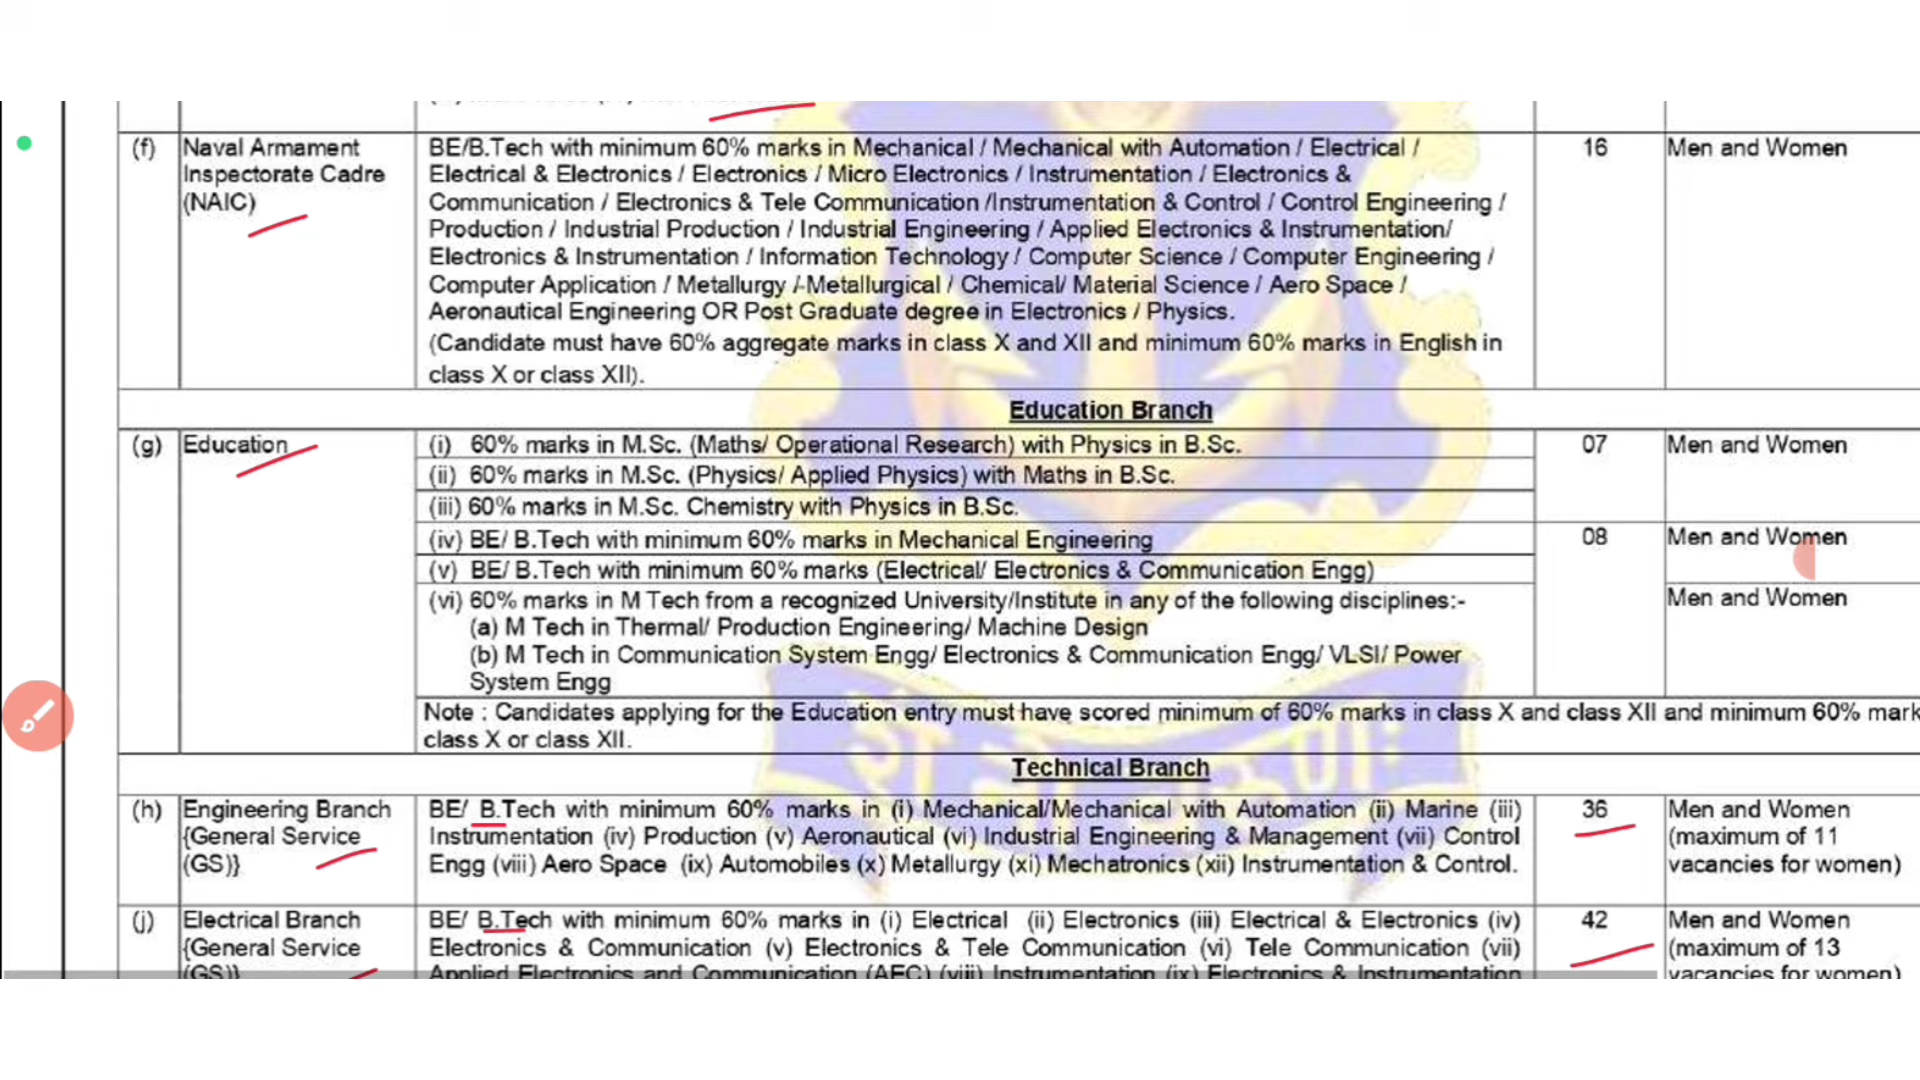 (f) Naval Armament Inspectorate Cadre (NAIC)
BE/B.Tech with minimum 60% marks in Mechanical / Mechanical with Automation / Electrical /
Electrical & Electronics / Electronics / Micro Electronics / Instrumentation / Electronics &
Communication / Electronics & Tele Communication /Instrumentation & Control / Control Engineering /
Production / Industrial Production / Industrial Engineering / Applied Electronics & Instrumentation/
Electronics & Instrumentation / Information Technology / Computer Science / Computer Engineering /
Computer Application / Metallurgy / Metallurgical / Chemical/ Material Science / Aero Space /
Aeronautical Engineering OR Post Graduate degree in Electronics / Physics.
(Candidate must have 60% aggregate marks in class X and XII and minimum 60% marks in English in
class X or class XII).
16
Men and Women
Education Branch
(g) Education
(i) 60% marks in M.Sc. (Maths/ Operational Research) with Physics in B.Sc.
(ii) 60% marks in M.Sc. (Physics/ Applied Physics) with Maths in B.Sc.
(iii) 60% marks in M.Sc. Chemistry with Physics in B.Sc.
07
Men and Women
(iv) BE/ B.Tech with minimum 60% marks in Mechanical Engineering
(v) BE/ B.Tech with minimum 60% marks (Electrical/ Electronics & Communication Engg)
08
Men and Women
(vi) 60% marks in M Tech from a recognized University/Institute in any of the following disciplines:-
(a) M Tech in Thermal/ Production Engineering/ Machine Design
(b) M Tech in Communication System Engg/ Electronics & Communication Engg/ VLSI/ Power
System Engg
Men and Women
Note : Candidates applying for the Education entry must have scored minimum of 60% marks in class X and class XII and minimum 60% mark
class X or class XII.
Technical Branch
(h) Engineering Branch
{General Service
(GS)}
BE/ B.Tech with minimum 60% marks in (i) Mechanical/Mechanical with Automation (ii) Marine (iii)
Instrumentation (iv) Production (v) Aeronautical (vi) Industrial Engineering & Management (vii) Control
Engg (viii) Aero Space (ix) Automobiles (x) Metallurgy (xi) Mechatronics (xii) Instrumentation & Control.
36
Men and Women
(maximum of 11
vacancies for women)
(j) Electrical Branch
{General Service
(GS)}
BE/ B.Tech with minimum 60% marks in (i) Electrical (ii) Electronics (iii) Electrical & Electronics (iv)
Electronics & Communication (v) Electronics & Tele Communication (vi) Tele Communication (vii)
Applied Electronics and Communication (AEC) (viii) Instrumentation (ix) Electronics & Instrumentation
42
Men and Women
(maximum of 13
vacancies for women)